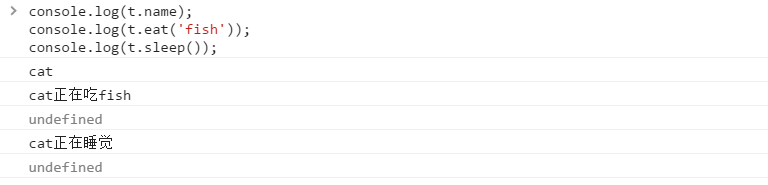 console.log(t.name);
console.log(t.eat('fish'));
console.log(t.sleep());
cat
cat正在吃fish
undefined
cat正在睡觉
undefined